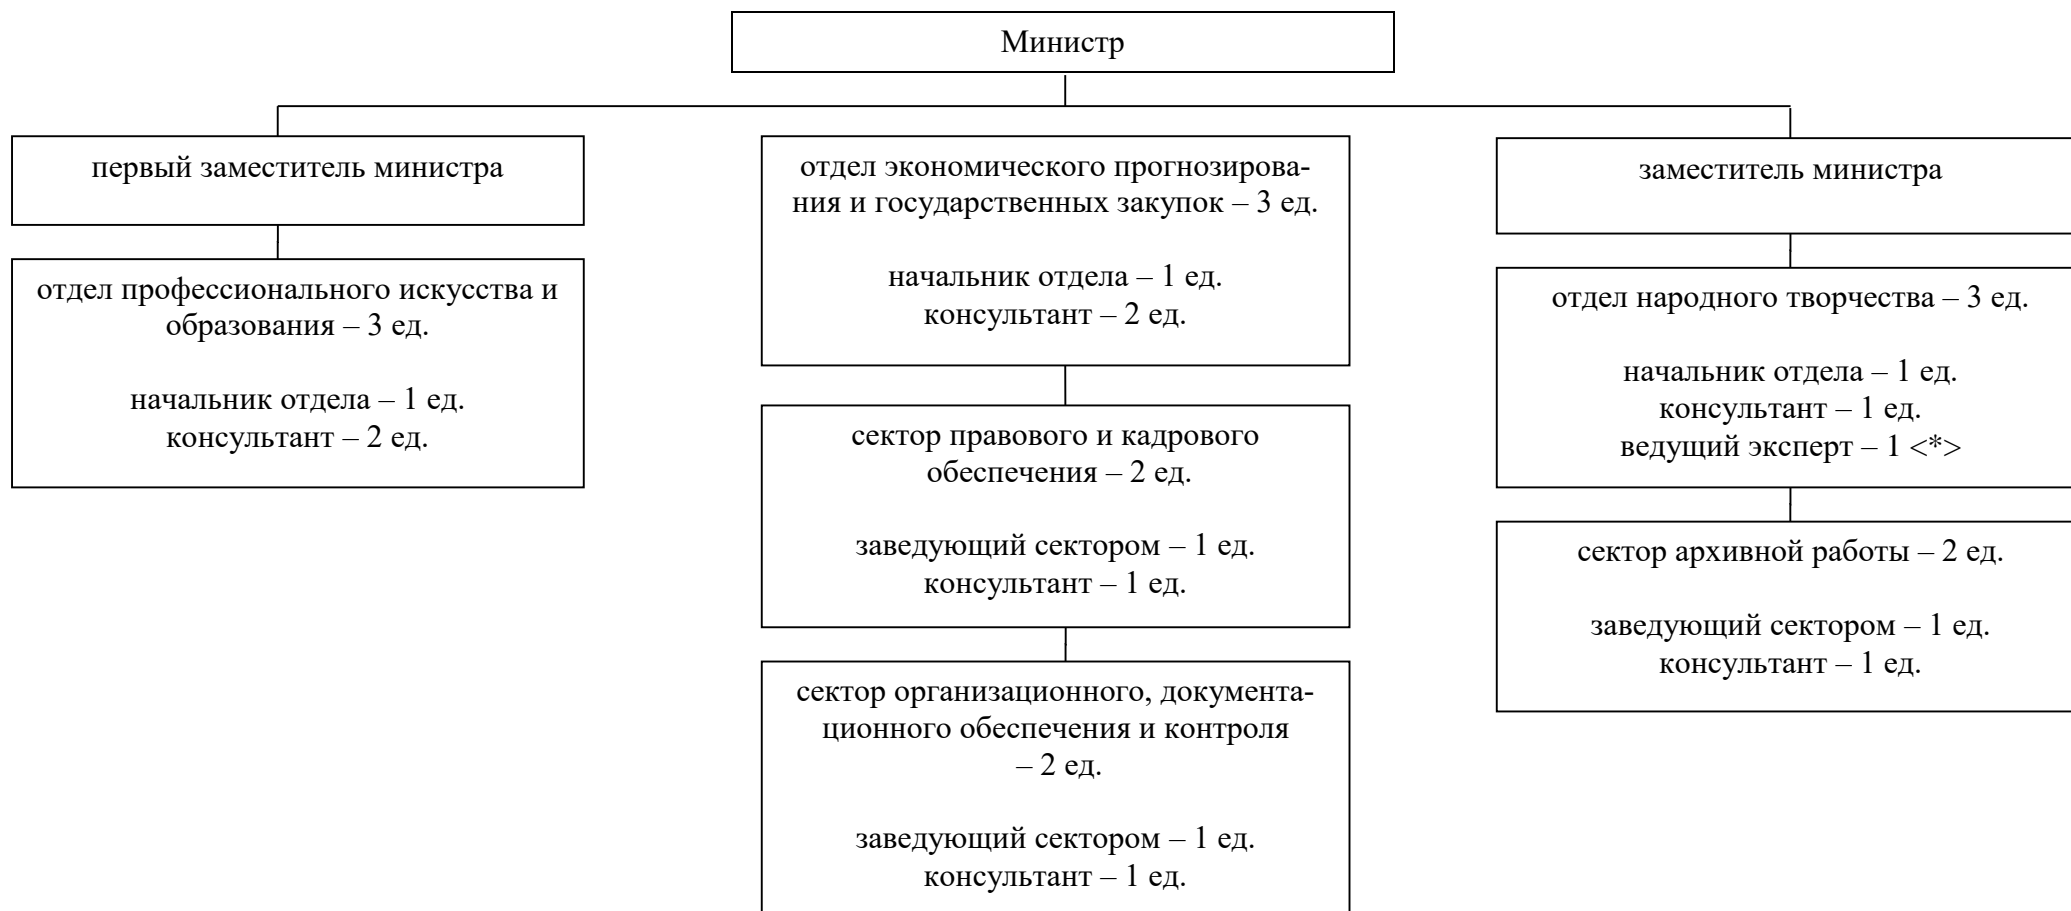 Министр
первый заместитель министра
отдел профессионального искусства и
образования – 3 ед.
начальник отдела – 1 ед.
консультант – 2 ед.
отдел экономического прогнозирова-
ния и государственных закупок – 3 ед.
начальник отдела – 1 ед.
консультант – 2 ед.
сектор правового и кадрового
обеспечения – 2 ед.
заведующий сектором – 1 ед.
консультант – 1 ед.
сектор организационного, документа-
ционного обеспечения и контроля
– 2 ед.
заведующий сектором – 1 ед.
консультант – 1 ед.
заместитель министра
отдел народного творчества – 3 ед.
начальник отдела – 1 ед.
консультант – 1 ед.
ведущий эксперт – 1 <*>
сектор архивной работы – 2 ед.
заведующий сектором – 1 ед.
консультант – 1 ед.